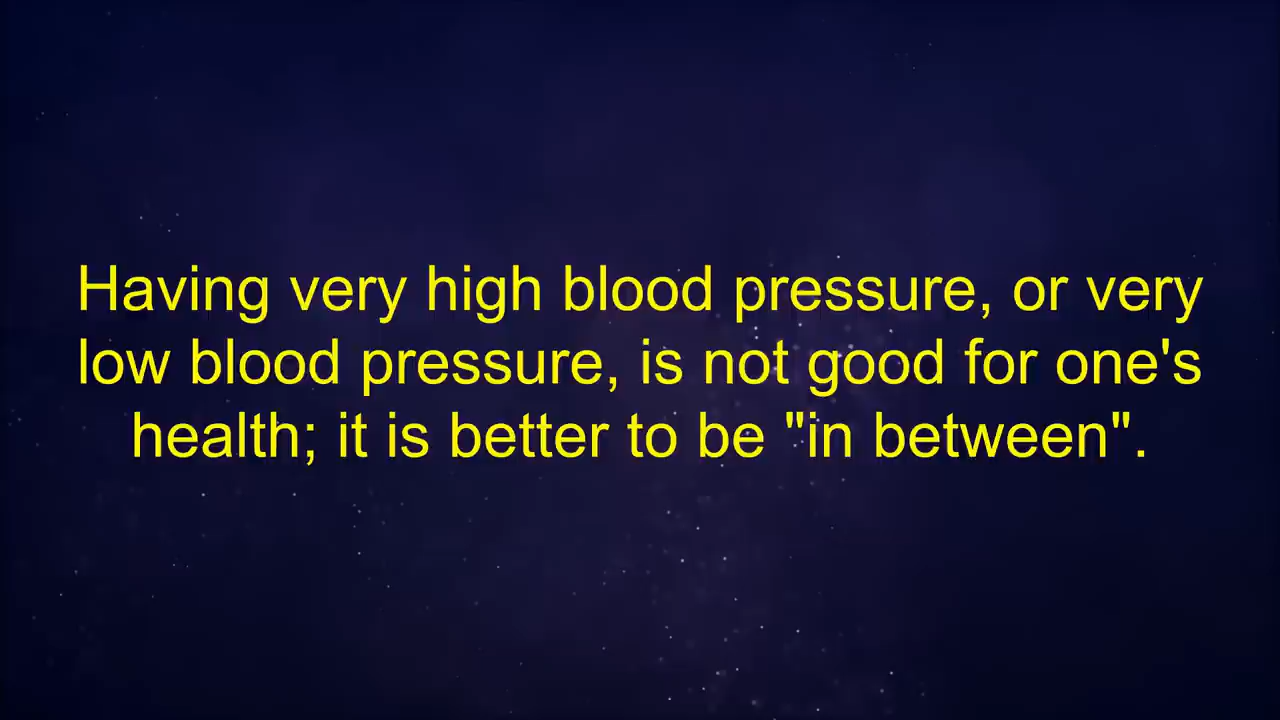 Having very high blood pressure, or very
low blood pressure, is not good for one's
health; it is better to be "in between".